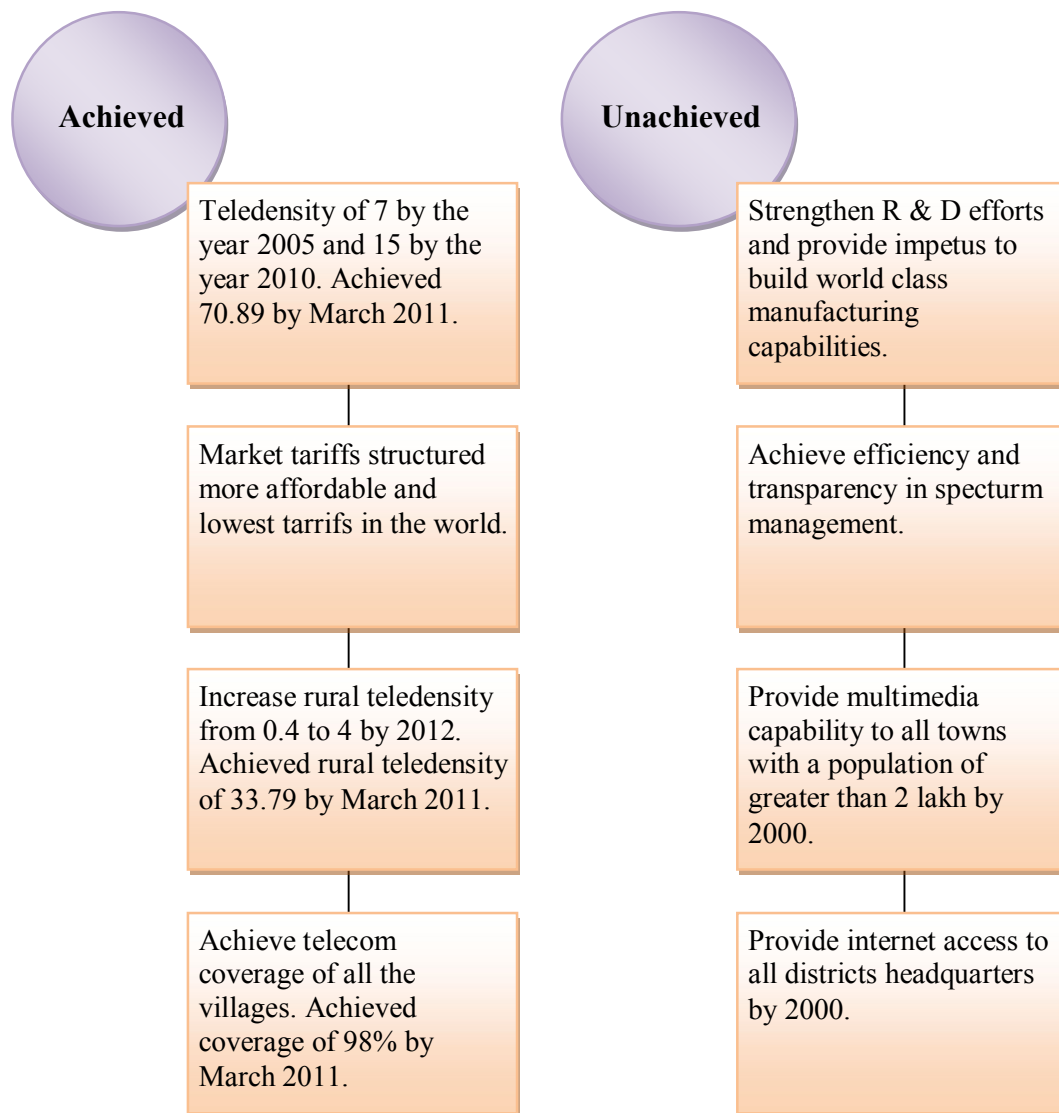 Achieved
Teledensity of 7 by the
year 2005 and 15 by the
year 2010. Achieved
70.89 by March 2011.
Market tariffs structured
more affordable and
lowest tarrifs in the world.
Increase rural teledensity
from 0.4 to 4 by 2012.
Achieved rural teledensity
of 33.79 by March 2011.
Achieve telecom
coverage of all the
villages. Achieved
coverage of 98% by
March 2011.
Unachieved
Strengthen R & D efforts
and provide impetus to
build world class
manufacturing
capabilities.
Achieve efficiency and
transparency in specturm
management.
Provide multimedia
capability to all towns
with a population of
greater than 2 lakh by
2000.
Provide internet access to
all districts headquarters
by 2000.